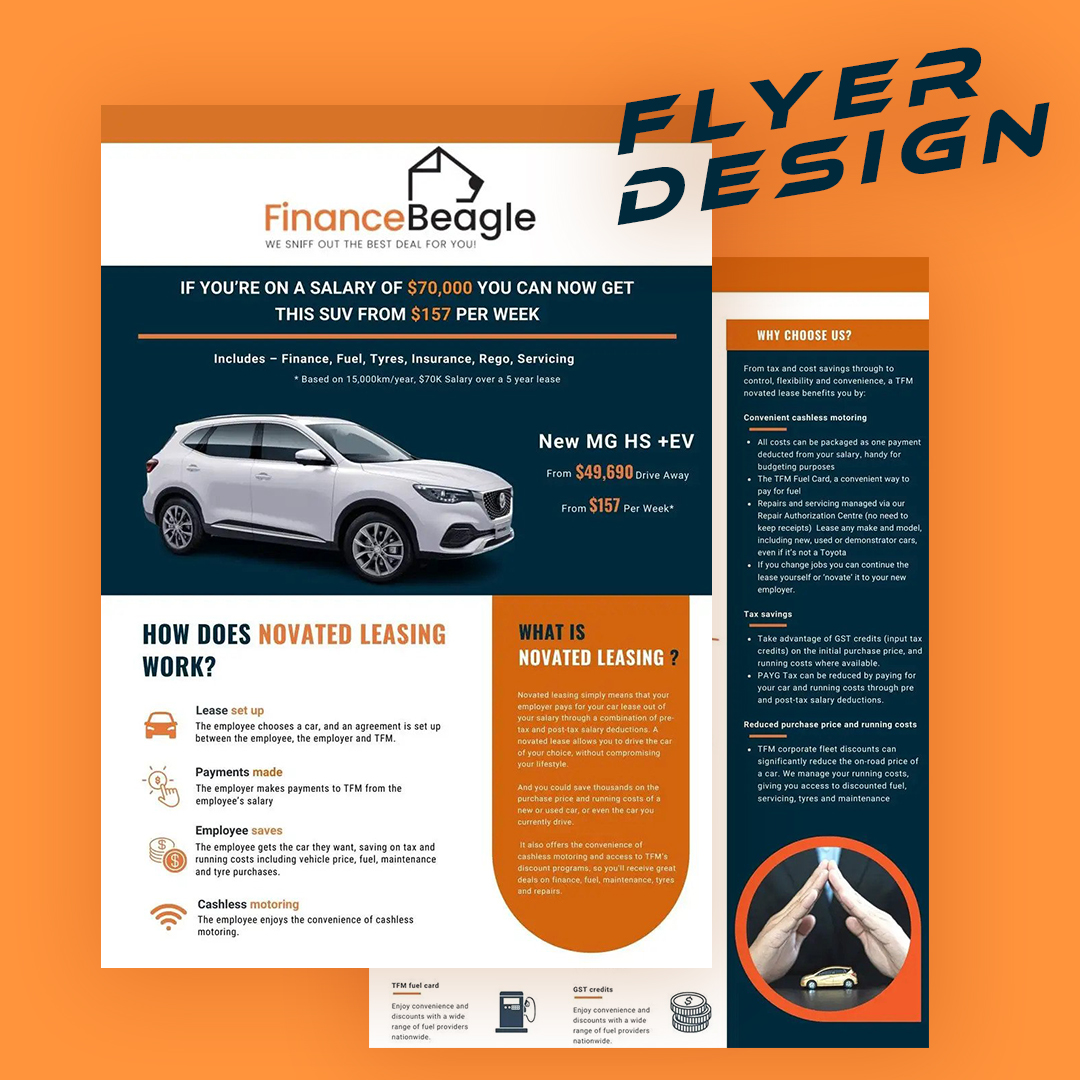 FLYER
DESIGN
FinanceBeagle
WE SNIFF OUT THE BEST DEAL FOR YOU!
IF YOU'RE ON A SALARY OF $70,000 YOU CAN NOW GET
THIS SUV FROM $157 PER WEEK
Includes – Finance, Fuel, Tyres, Insurance, Rego, Servicing
* Based on 15,000km/year, $70K Salary over a 5 year lease
New MG HS +EV
From $49,690 Drive Away
From $157 Per Week*
HOW DOES NOVATED LEASING
WORK?
Lease set up
The employee chooses a car, and an agreement is set up
between the employee, the employer and TFM.
Payments made
The employer makes payments to TFM from the
employee's salary
Employee saves
The employee gets the car they want, saving on tax and
running costs including vehicle price, fuel, maintenance
and tyre purchases.
Cashless motoring
The employee enjoys the convenience of cashless
motoring.
WHAT IS
NOVATED LEASING ?
Novated leasing simply means that your
employer pays for your car lease out of
your salary through a combination of pre-
tax and post-tax salary deductions. A
novated lease allows you to drive the car
of your choice, without compromising
your lifestyle.
And you could save thousands on the
purchase price and running costs of a
new or used car, or even the car you
currently drive.
It also offers the convenience of
cashless motoring and access to TFM's
discount programs, so you'll receive great
deals on finance, fuel, maintenance, tyres
and repairs.
WHY CHOOSE US?
From tax and cost savings through to
control, flexibility and convenience, a TFM
novated lease benefits you by:
Convenient cashless motoring
• All costs can be packaged as one payment
deducted from your salary, handy for
budgeting purposes
• The TFM Fuel Card, a convenient way to
pay for fuel
• Repairs and servicing managed via our
Repair Authorization Centre (no need to
keep receipts) Lease any make and model,
including new, used or demonstrator cars,
even if it's not a Toyota
• If you change jobs you can continue the
lease yourself or 'novate' it to your new
employer.
Tax savings
• Take advantage of GST credits (input tax
credits) on the initial purchase price, and
running costs where available.
• PAYG Tax can be reduced by paying for
your car and running costs through pre
and post-tax salary deductions.
Reduced purchase price and running costs
• TFM corporate fleet discounts can
significantly reduce the on-road price of
a car. We manage your running costs,
giving you access to discounted fuel,
servicing, tyres and maintenance
TFM fuel card
Enjoy convenience and
discounts with a wide
range of fuel providers
nationwide.
GST credits
Enjoy convenience and
discounts with a wide
range of fuel providers
nationwide.